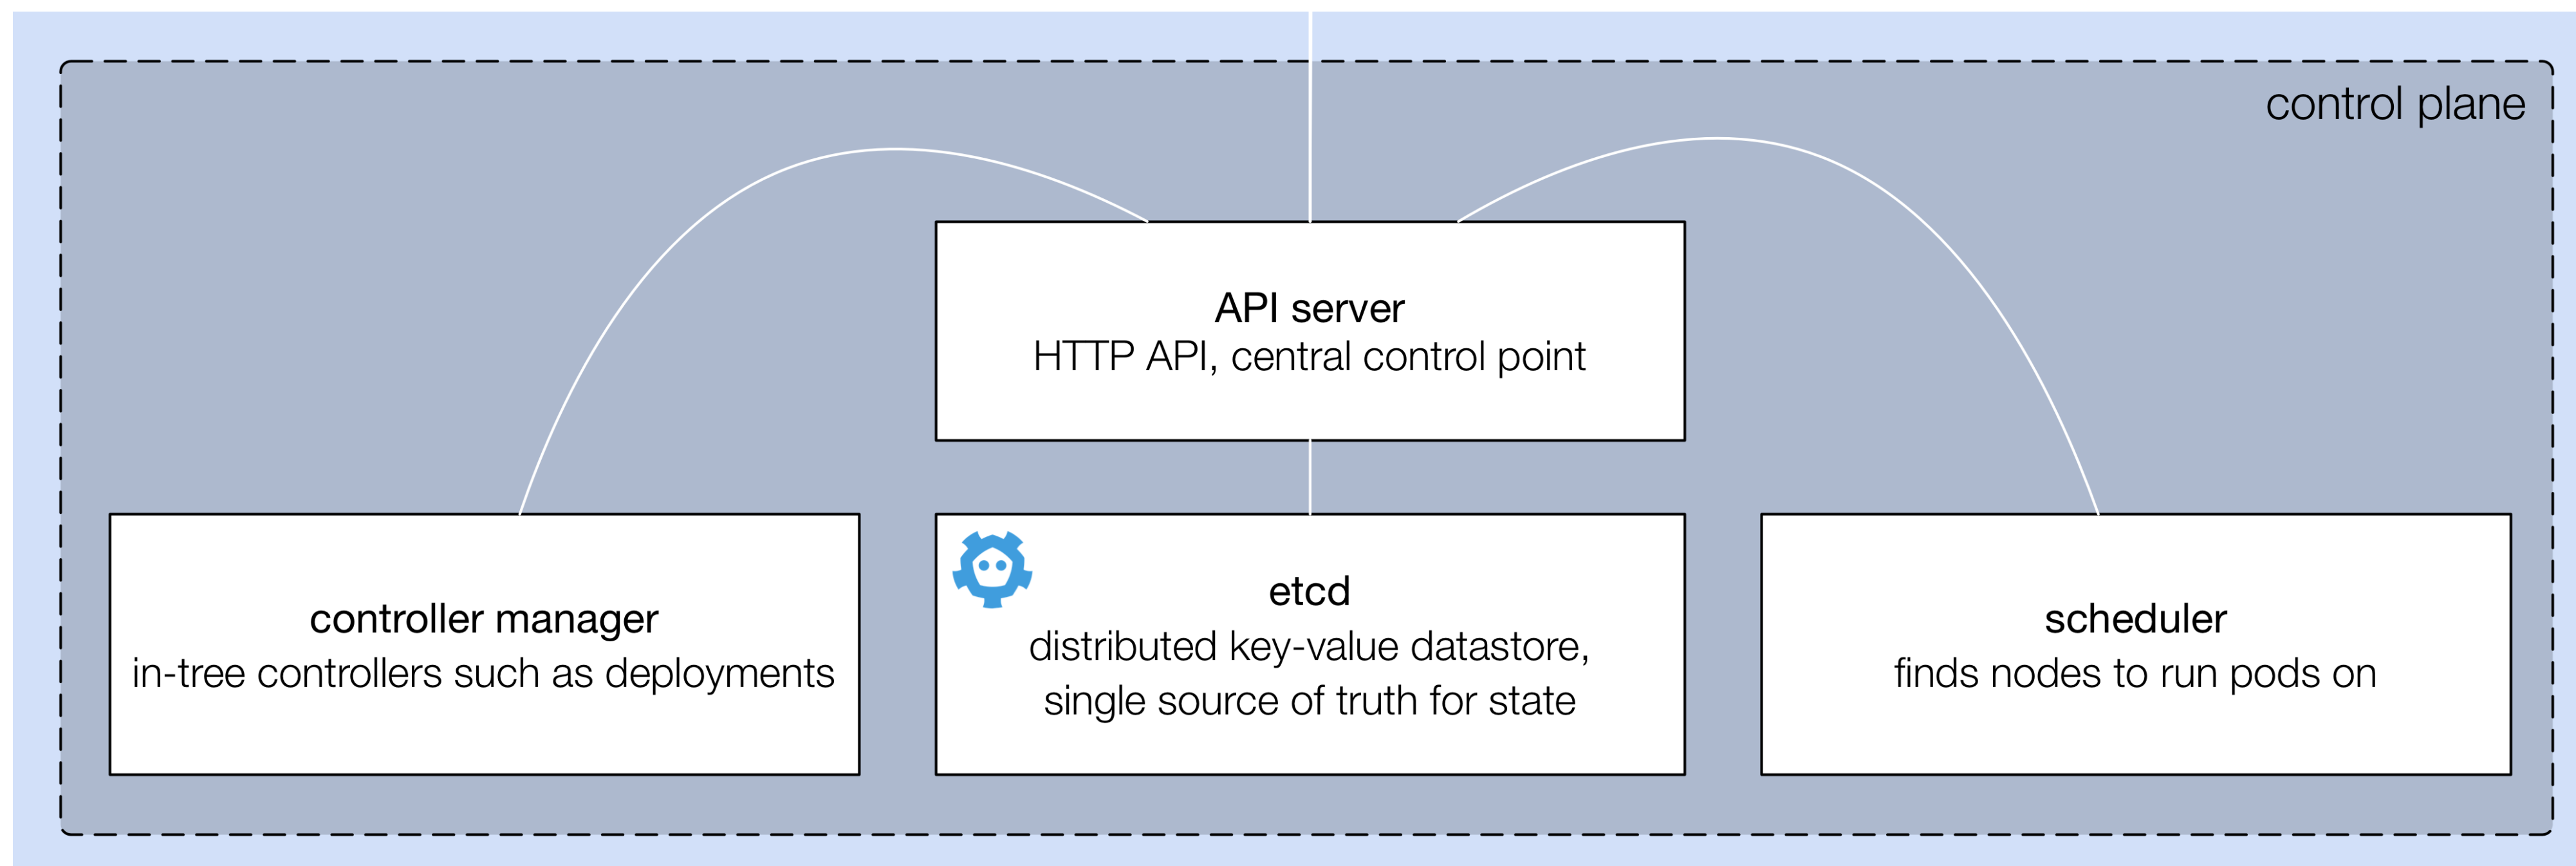 control plane
API server
HTTP API, central control point
controller manager
in-tree controllers such as deployments
etcd
distributed key-value datastore,
single source of truth for state
scheduler
finds nodes to run pods on